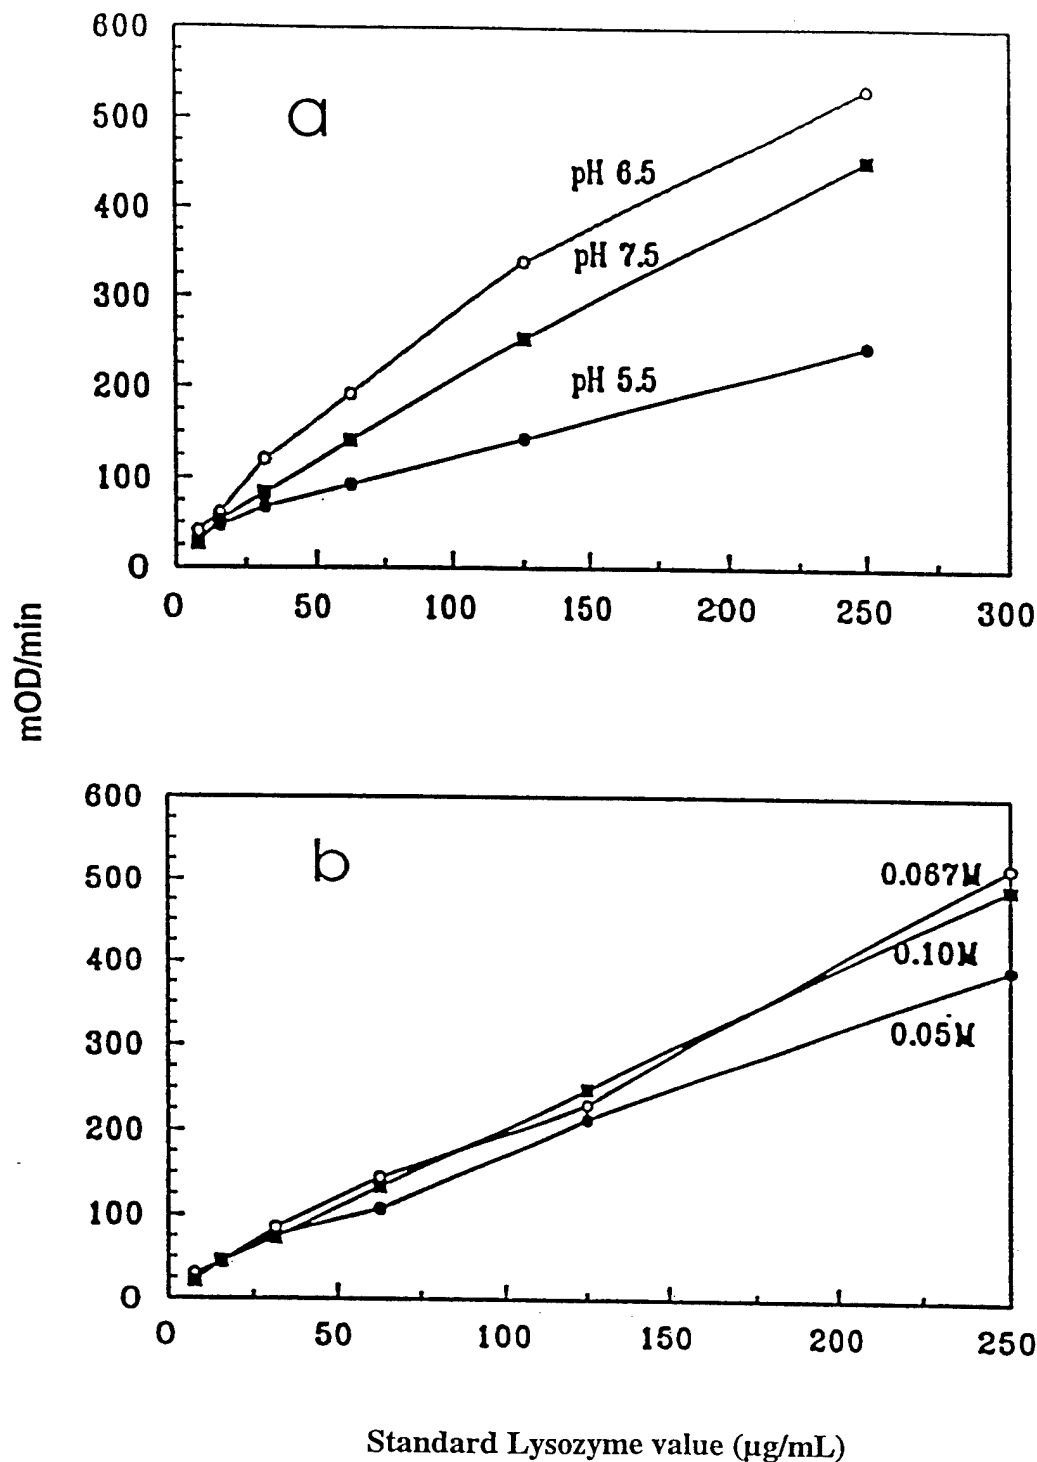 600
a
500
pH 6.5
400
pH 7.5
300
200
pH 5.5
100
0
0 50 100 150 200 250 300
mOD/min
600
b
500
0.067M
400
0.10M
300
0.05M
200
100
0
0 50 100 150 200 250
Standard Lysozyme value (µg/mL)